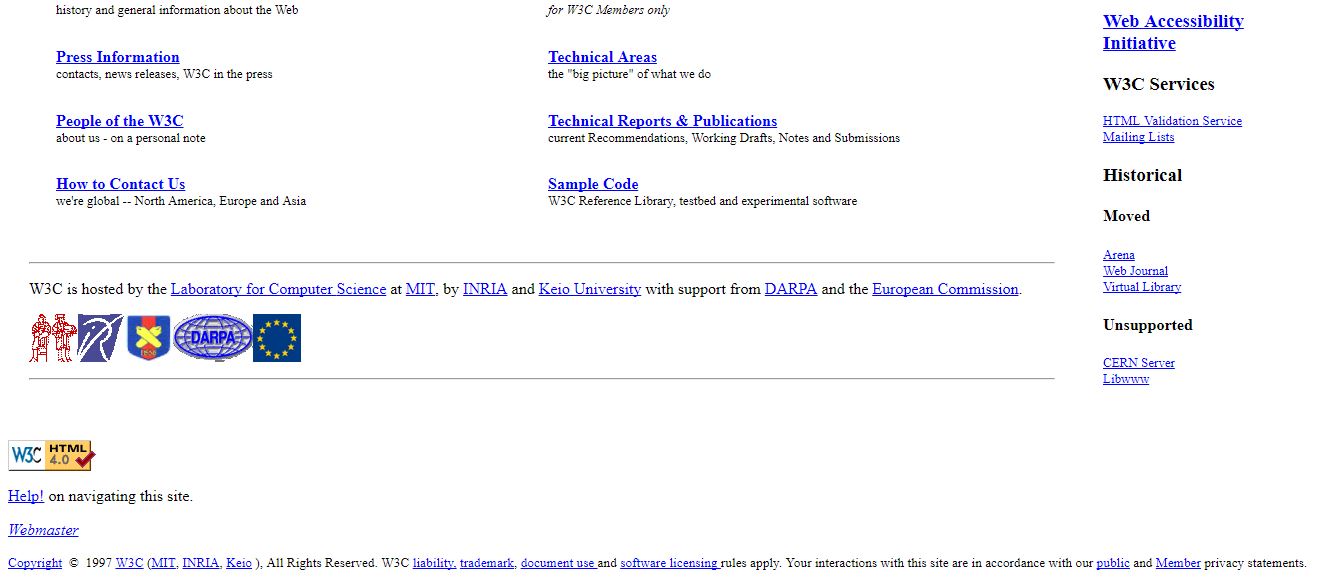 history and general information about the Web
for W3C Members only
Press Information
contacts, news releases, W3C in the press
Technical Areas
the "big picture" of what we do
People of the W3C
about us - on a personal note
Technical Reports & Publications
current Recommendations, Working Drafts, Notes and Submissions
How to Contact Us
we're global -- North America, Europe and Asia
Sample Code
W3C Reference Library, testbed and experimental software
W3C is hosted by the Laboratory for Computer Science at MIT, by INRIA and Keio University with support from DARPA and the European Commission.
DARPA
W3C HTML
4.0
Help! on navigating this site.
Webmaster
Copyright © 1997 W3C (MIT, INRIA, Keio ), All Rights Reserved. W3C liability, trademark, document use and software licensing rules apply. Your interactions with this site are in accordance with our public and Member privacy statements.
Web Accessibility
Initiative
W3C Services
HTML Validation Service
Mailing Lists
Historical
Moved
Arena
Web Journal
Virtual Library
Unsupported
CERN Server
Libwww